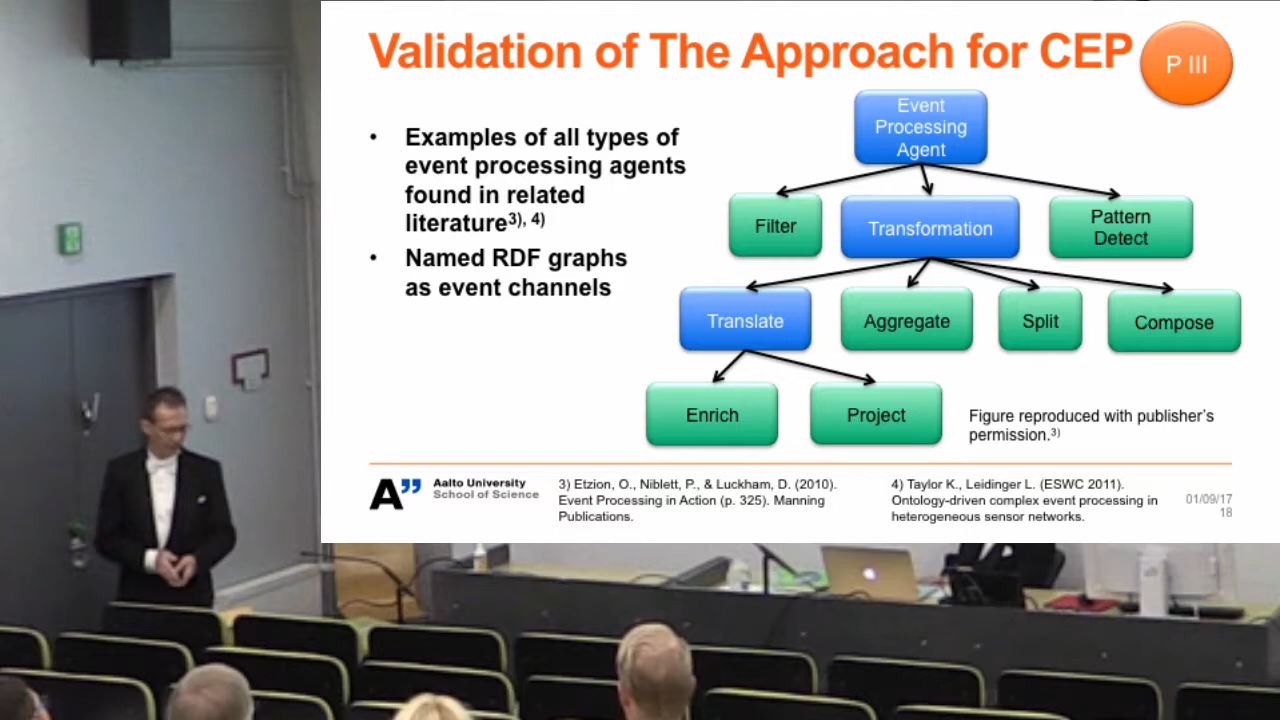 Validation of The Approach for CEP
P III
• Examples of all types of
event processing agents
found in related
literature3), 4)
• Named RDF graphs
as event channels
Event
Processing
Agent
Filter
Transformation
Pattern
Detect
Translate
Aggregate
Split
Compose
Enrich
Project
Figure reproduced with publisher's
permission.3)
A”
Aalto University
School of Science
3) Etzion, O., Niblett, P., & Luckham, D. (2010).
Event Processing in Action (p. 325). Manning
Publications.
4) Taylor K., Leidinger L. (ESWC 2011).
Ontology-driven complex event processing in
heterogeneous sensor networks.
01/09/17
18